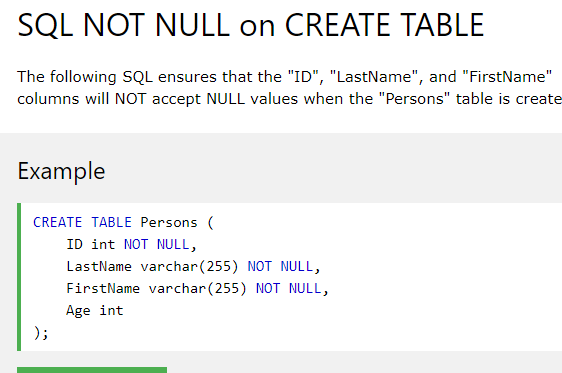 SQL NOT NULL on CREATE TABLE
The following SQL ensures that the "ID", "LastName", and "FirstName"
columns will NOT accept NULL values when the "Persons" table is create
Example
CREATE TABLE Persons (
    ID int NOT NULL,
    LastName varchar(255) NOT NULL,
    FirstName varchar(255) NOT NULL,
    Age int
);